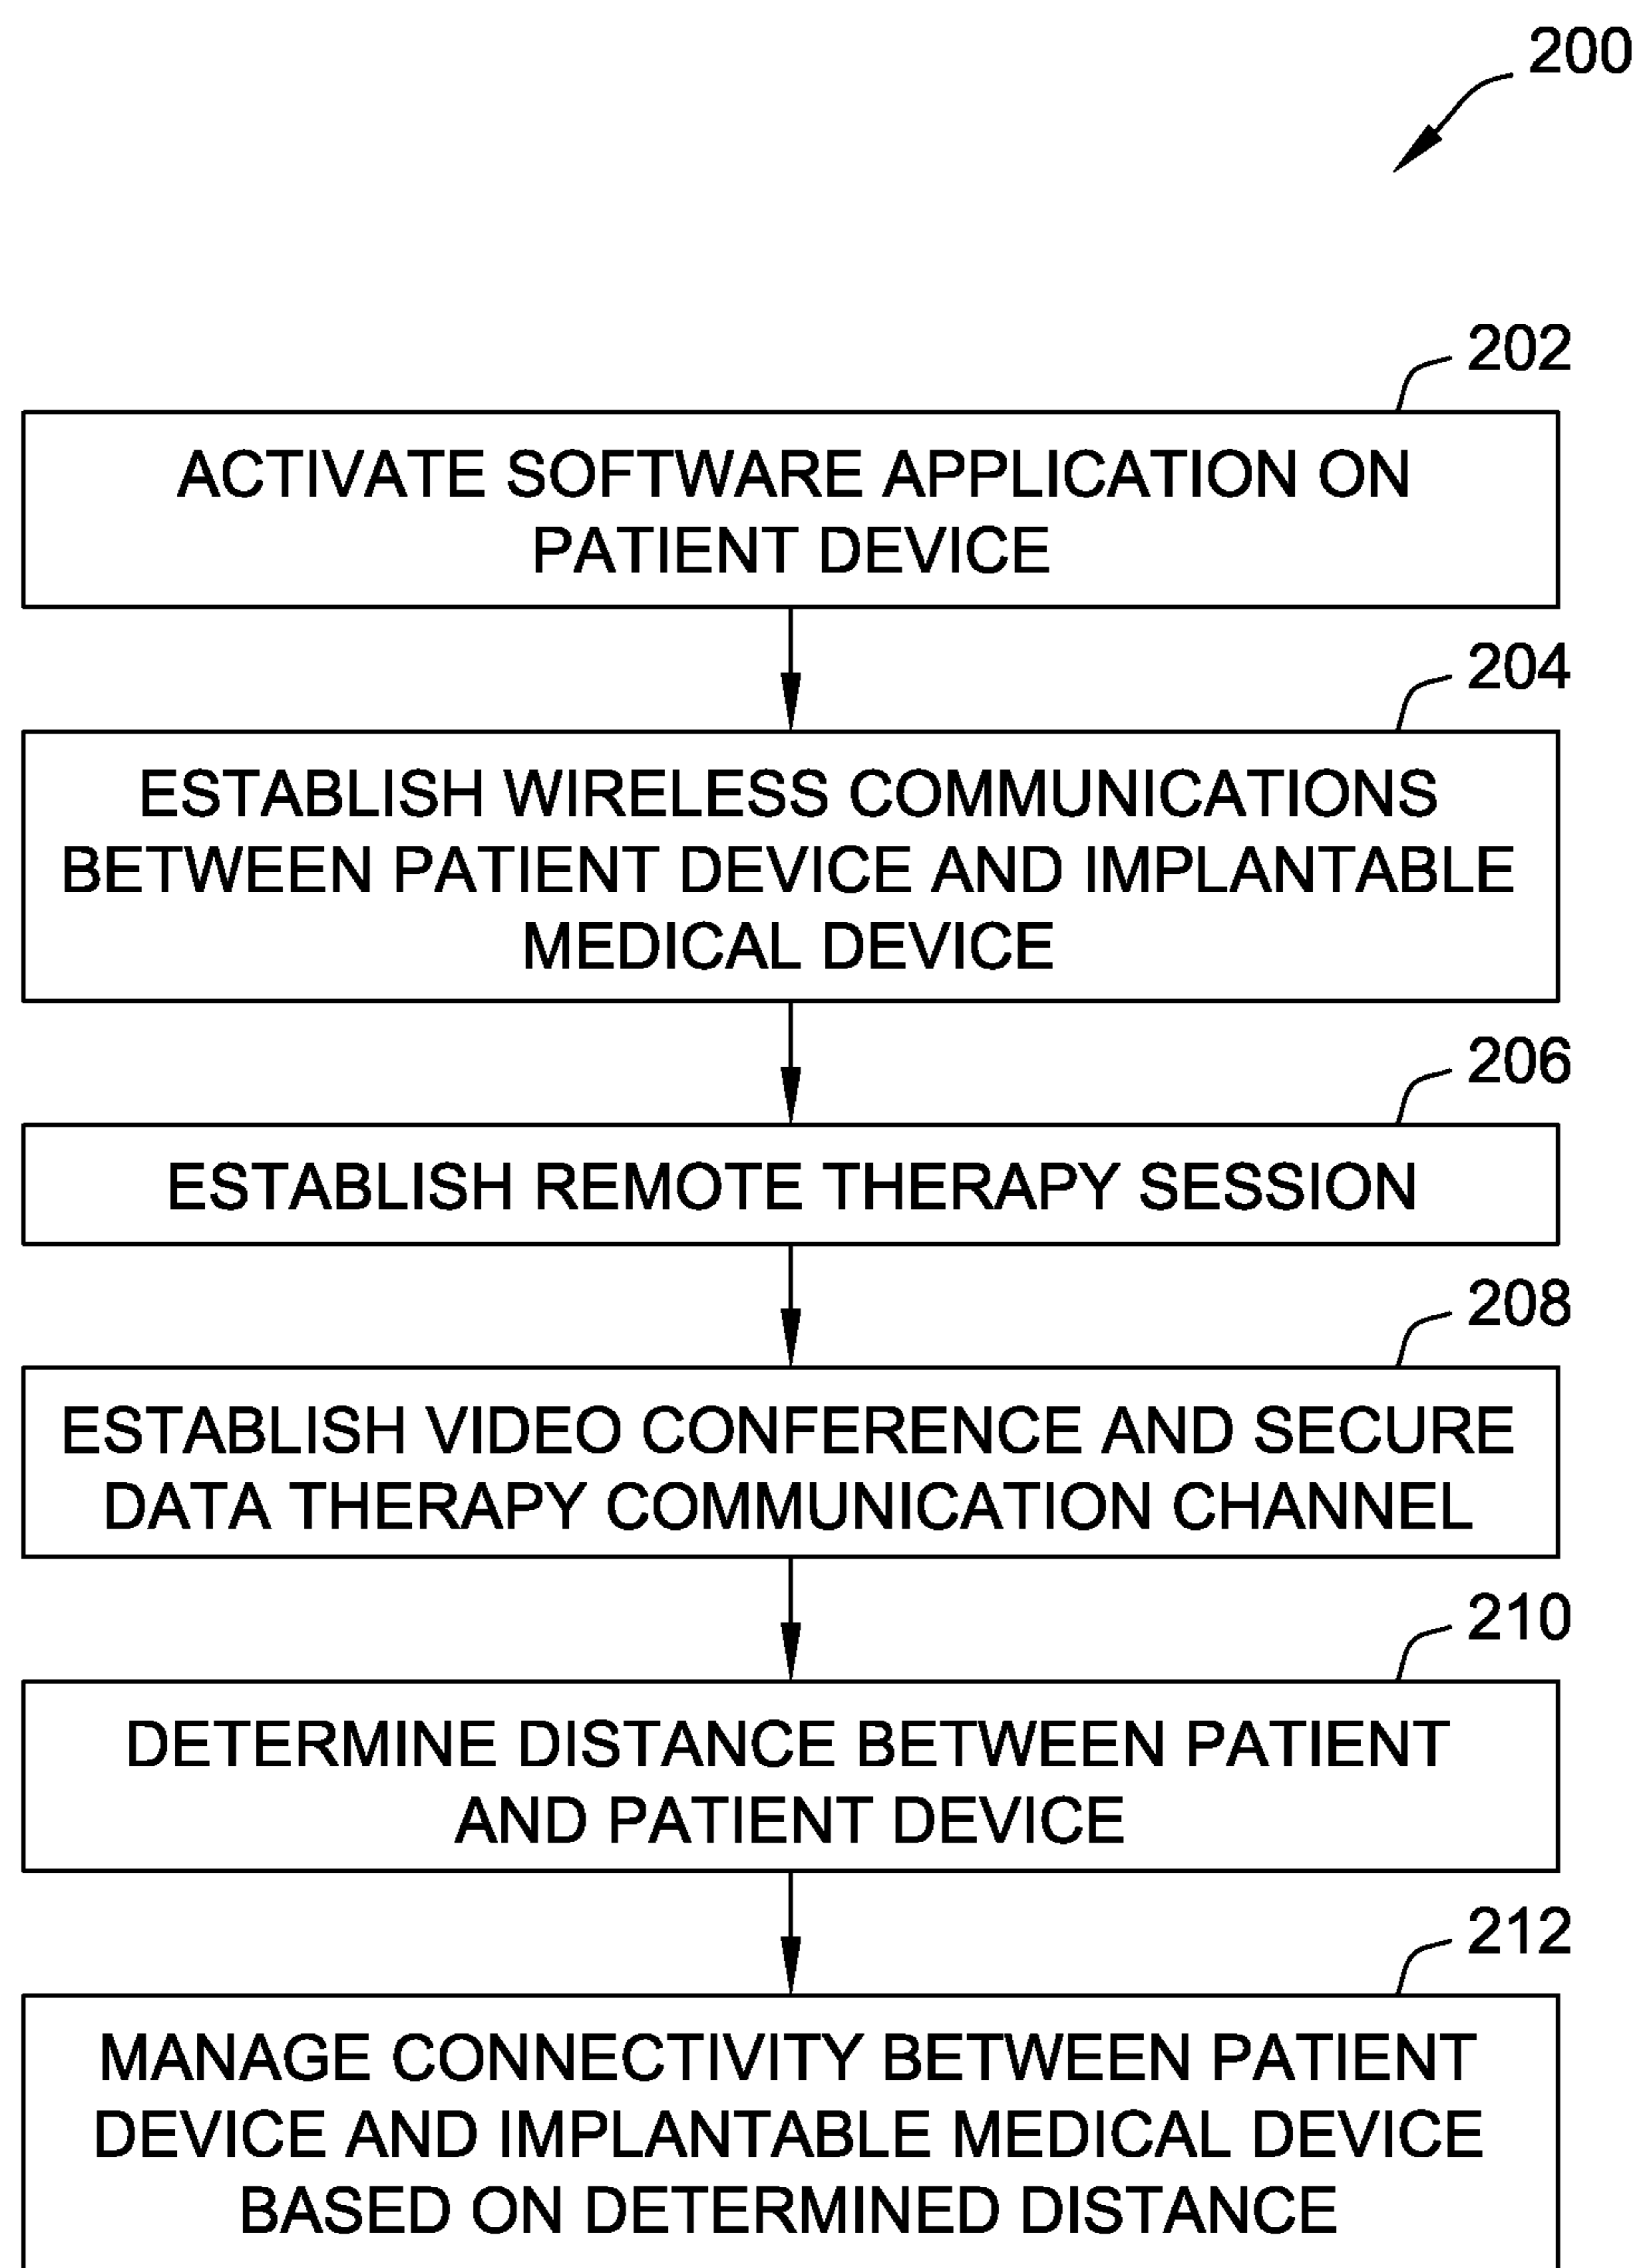 200
202
ACTIVATE SOFTWARE APPLICATION ON
PATIENT DEVICE
204
ESTABLISH WIRELESS COMMUNICATIONS
BETWEEN PATIENT DEVICE AND IMPLANTABLE
MEDICAL DEVICE
206
ESTABLISH REMOTE THERAPY SESSION
208
ESTABLISH VIDEO CONFERENCE AND SECURE
DATA THERAPY COMMUNICATION CHANNEL
210
DETERMINE DISTANCE BETWEEN PATIENT
AND PATIENT DEVICE
212
MANAGE CONNECTIVITY BETWEEN PATIENT
DEVICE AND IMPLANTABLE MEDICAL DEVICE
BASED ON DETERMINED DISTANCE